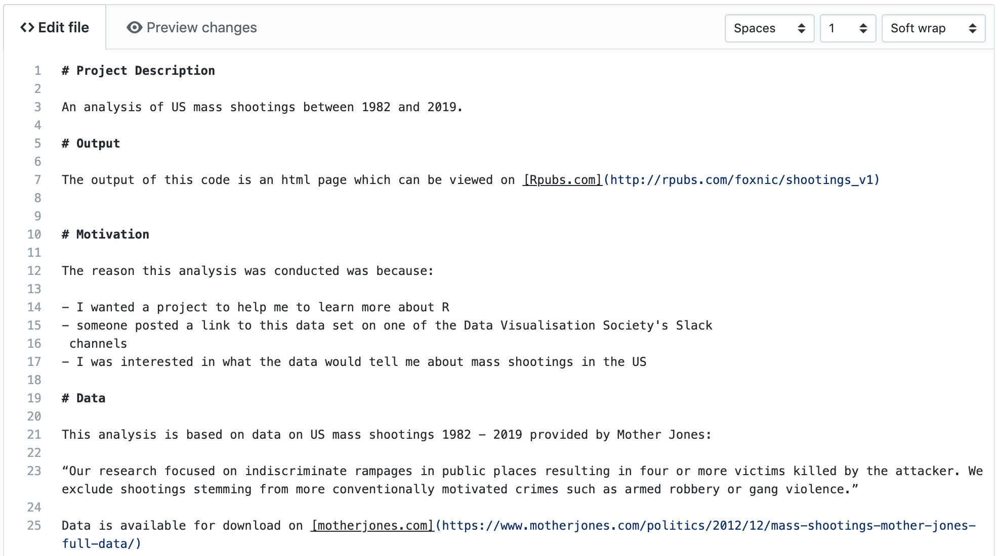 Edit file
Preview changes
Spaces
1
Soft wrap
1 # Project Description
2
3 An analysis of US mass shootings between 1982 and 2019.
4
5 # Output
6
7 The output of this code is an html page which can be viewed on [Rpubs.com](http://rpubs.com/foxnic/shootings_v1)
8
9
10 # Motivation
11
12 The reason this analysis was conducted was because:
13
14 - I wanted a project to help me to learn more about R
15 - someone posted a link to this data set on one of the Data Visualisation Society's Slack
16  channels
17 - I was interested in what the data would tell me about mass shootings in the US
18
19 # Data
20
21 This analysis is based on data on US mass shootings 1982 – 2019 provided by Mother Jones:
22
23 “Our research focused on indiscriminate rampages in public places resulting in four or more victims killed by the attacker. We
exclude shootings stemming from more conventionally motivated crimes such as armed robbery or gang violence.”
24
25 Data is available for download on [motherjones.com](https://www.motherjones.com/politics/2012/12/mass-shootings-mother-jones-
full-data/)